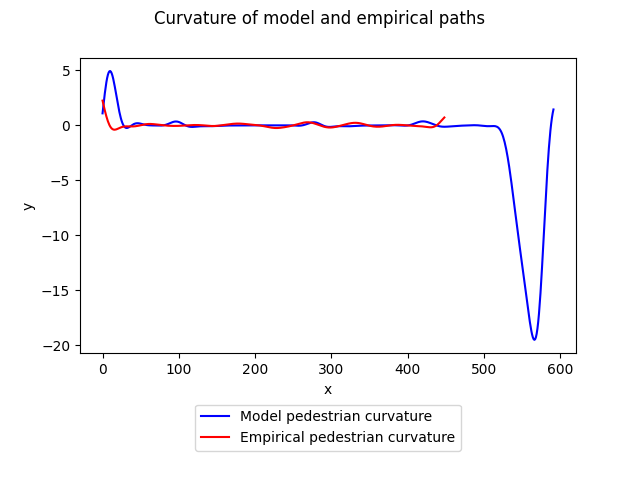 Curvature of model and empirical paths
5
0
−5
−10
−15
−20
y
0 100 200 300 400 500 600
x
Model pedestrian curvature
Empirical pedestrian curvature